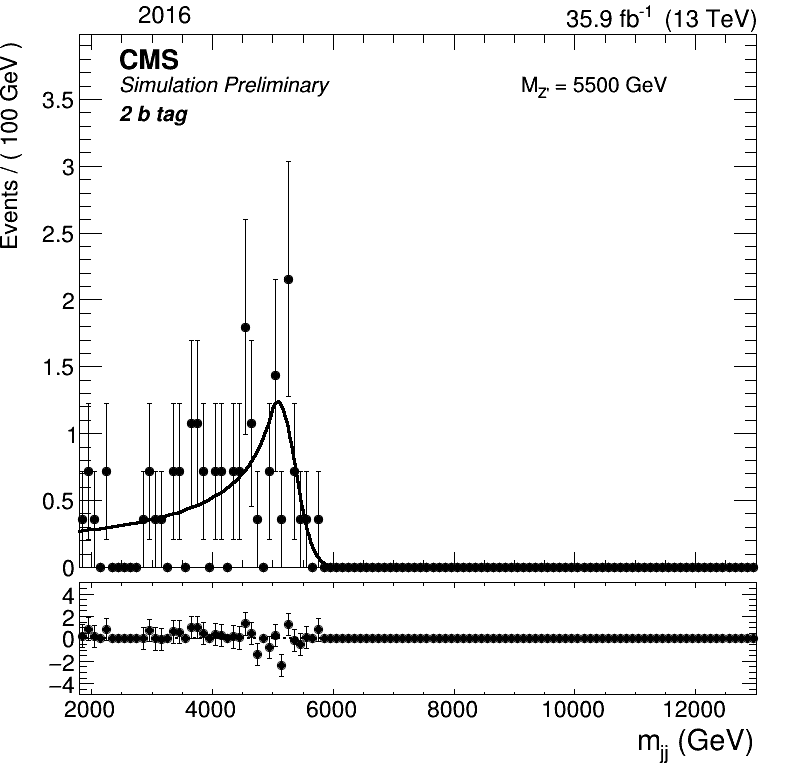 2016
35.9 fb⁻¹ (13 TeV)
CMS
Simulation Preliminary
M_Z' = 5500 GeV
2 b tag
Events / ( 100 GeV )
3.5
3
2.5
2
1.5
1
0.5
0
4
2
0
−2
−4
2000 4000 6000 8000 10000 12000
m_jj (GeV)